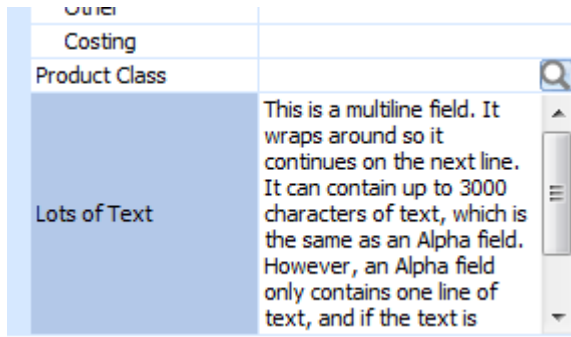 Other
Costing
Product Class
Lots of Text
This is a multiline field. It
wraps around so it
continues on the next line.
It can contain up to 3000
characters of text, which is
the same as an Alpha field.
However, an Alpha field
only contains one line of
text, and if the text is